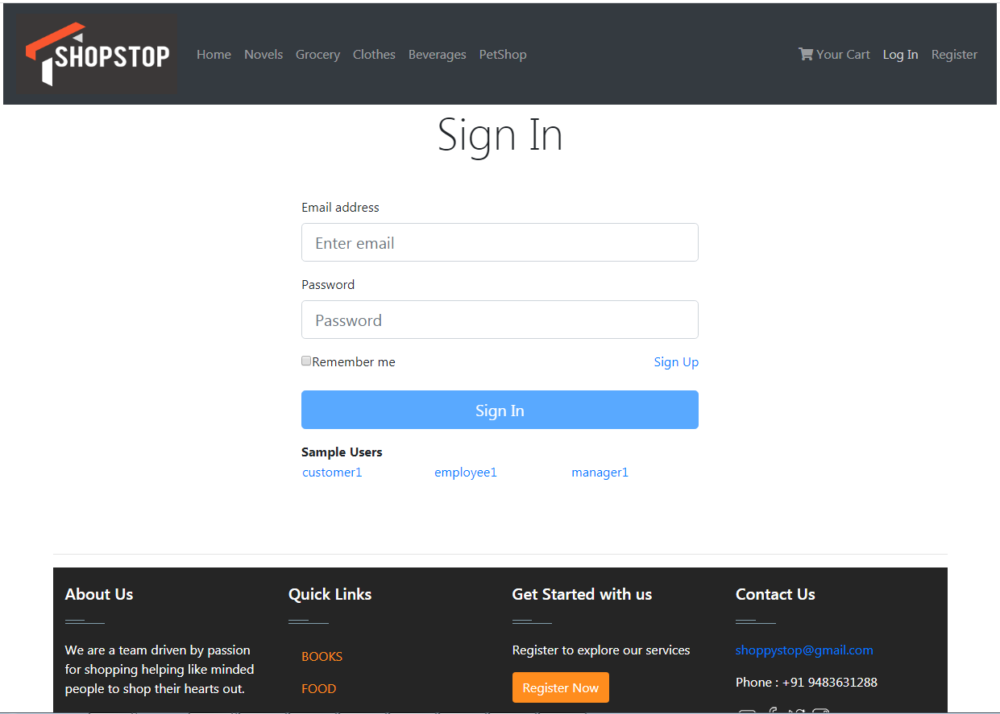 SHOPSTOP Home Novels Grocery Clothes Beverages PetShop Your Cart Log In Register
Sign In
Email address
Enter email
Password
Password
Remember me Sign Up
Sign In
Sample Users
customer1 employee1 manager1
About Us Quick Links Get Started with us Contact Us
We are a team driven by passion
for shopping helping like minded
people to shop their hearts out.
BOOKS
FOOD
Register to explore our services
Register Now
shoppystop@gmail.com
Phone : +91 9483631288